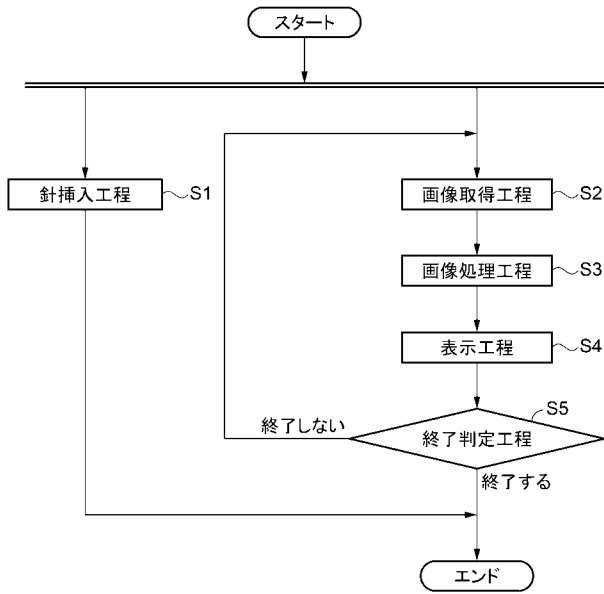 スタート
針挿入工程 S1
画像取得工程 S2
画像処理工程 S3
表示工程 S4
S5
終了しない 終了判定工程
終了する
エンド